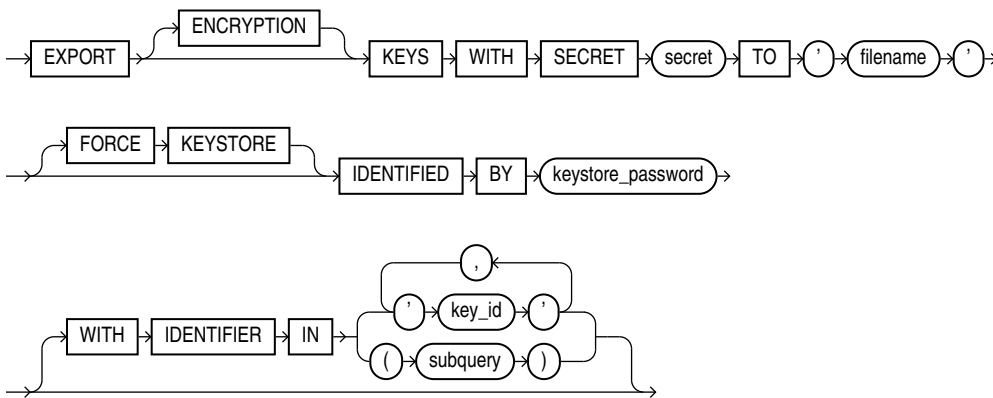 ENCRYPTION
EXPORT KEYS WITH SECRET secret TO ' filename '
FORCE KEYSTORE
IDENTIFIED BY keystore_password
,
WITH IDENTIFIER IN ' key_id '
( subquery )